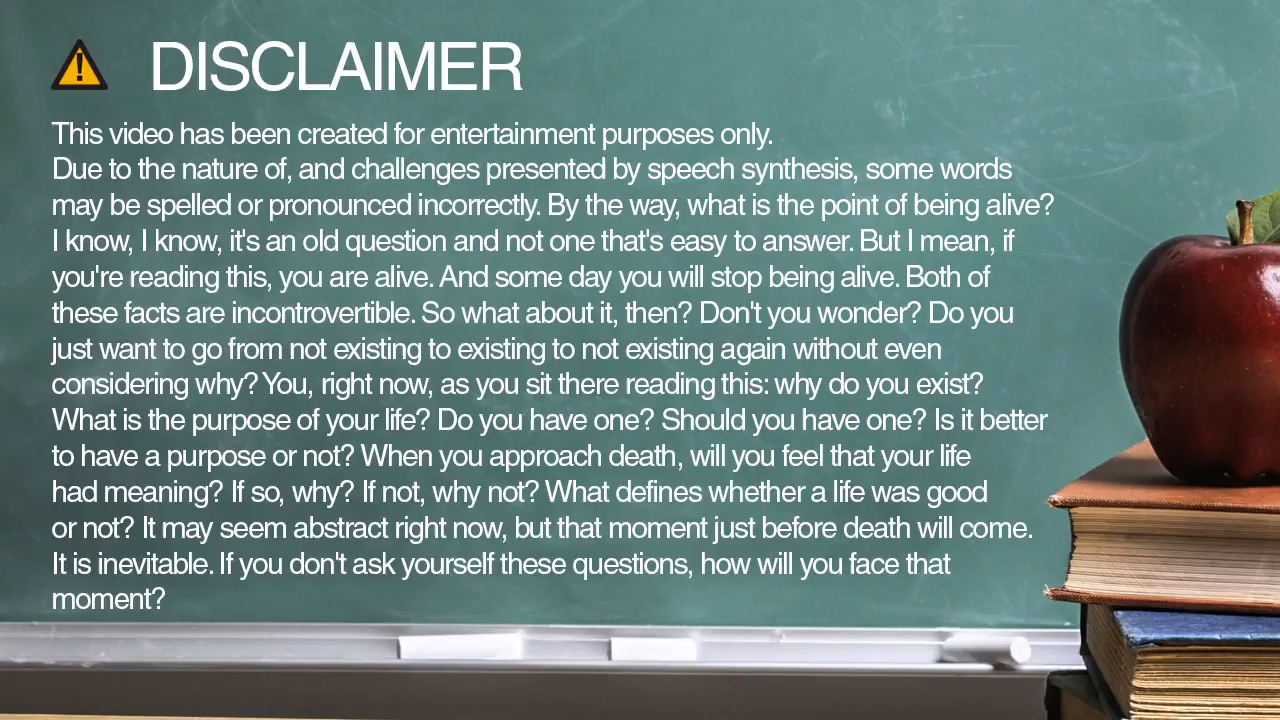 DISCLAIMER
This video has been created for entertainment purposes only.
Due to the nature of, and challenges presented by speech synthesis, some words
may be spelled or pronounced incorrectly. By the way, what is the point of being alive?
I know, I know, it's an old question and not one that's easy to answer. But I mean, if
you're reading this, you are alive. And some day you will stop being alive. Both of
these facts are incontrovertible. So what about it, then? Don't you wonder? Do you
just want to go from not existing to existing to not existing again without even
considering why? You, right now, as you sit there reading this: why do you exist?
What is the purpose of your life? Do you have one? Should you have one? Is it better
to have a purpose or not? When you approach death, will you feel that your life
had meaning? If so, why? If not, why not? What defines whether a life was good
or not? It may seem abstract right now, but that moment just before death will come.
It is inevitable. If you don't ask yourself these questions, how will you face that
moment?